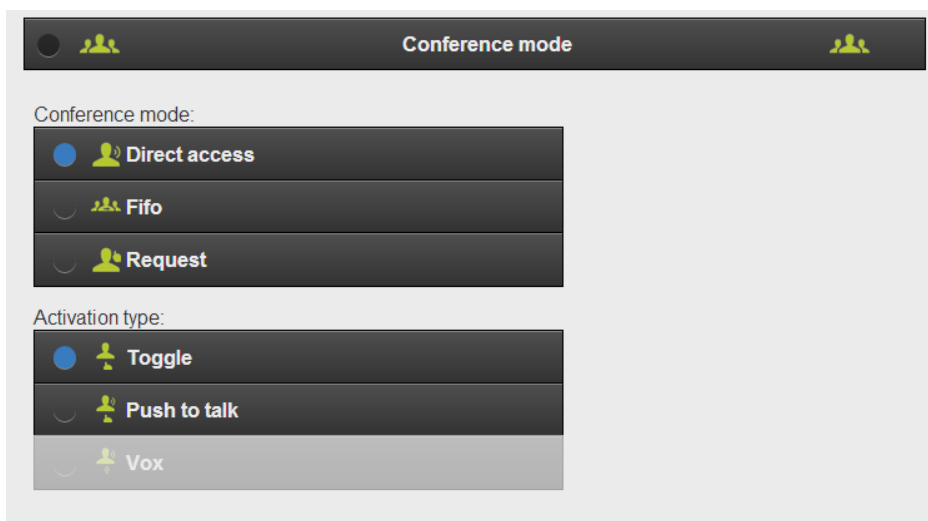 Conference mode
Conference mode:
Direct access
Fifo
Request
Activation type:
Toggle
Push to talk
Vox